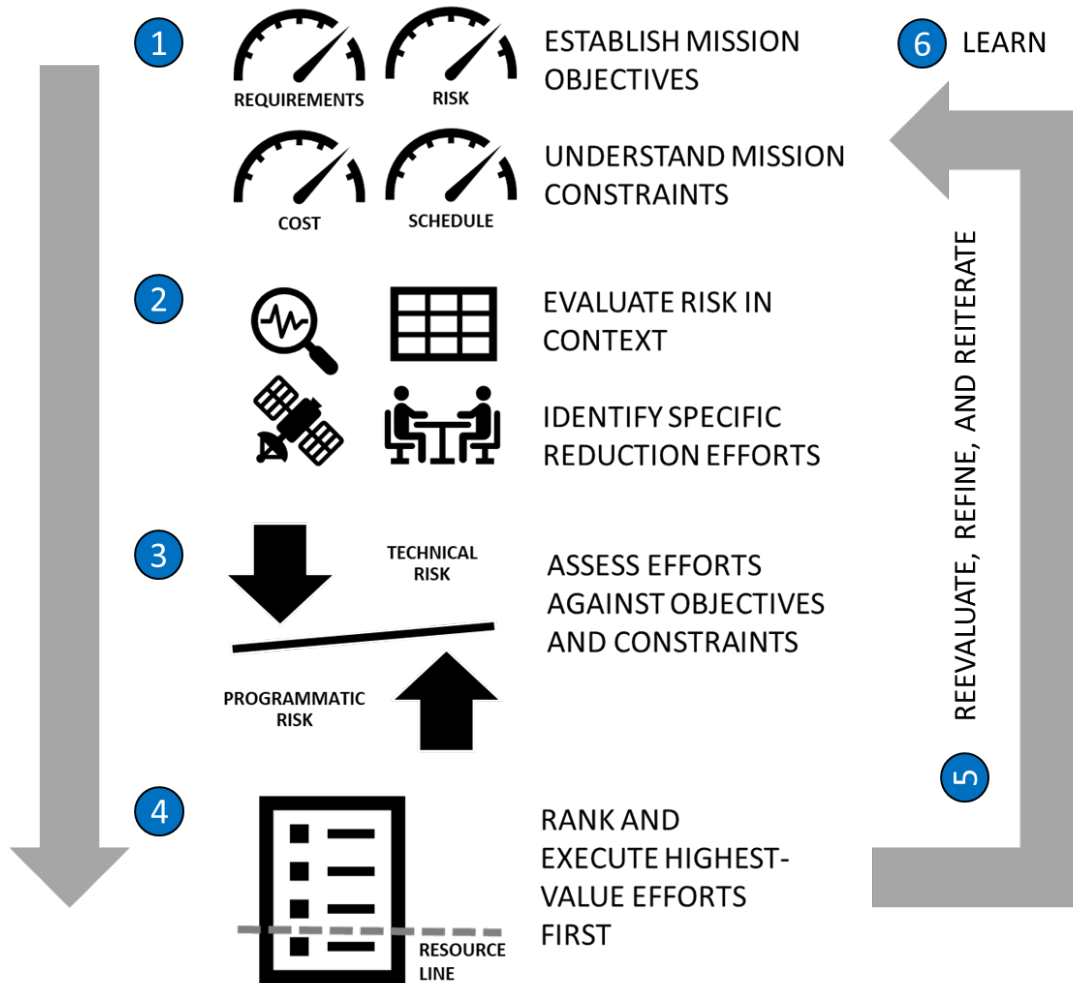 1
REQUIREMENTS
RISK
COST
SCHEDULE
ESTABLISH MISSION
OBJECTIVES
UNDERSTAND MISSION
CONSTRAINTS
2
EVALUATE RISK IN
CONTEXT
IDENTIFY SPECIFIC
REDUCTION EFFORTS
3
TECHNICAL
RISK
PROGRAMMATIC
RISK
ASSESS EFFORTS
AGAINST OBJECTIVES
AND CONSTRAINTS
4
RESOURCE
LINE
RANK AND
EXECUTE HIGHEST-
VALUE EFFORTS
FIRST
5
REEVALUATE, REFINE, AND REITERATE
6
LEARN